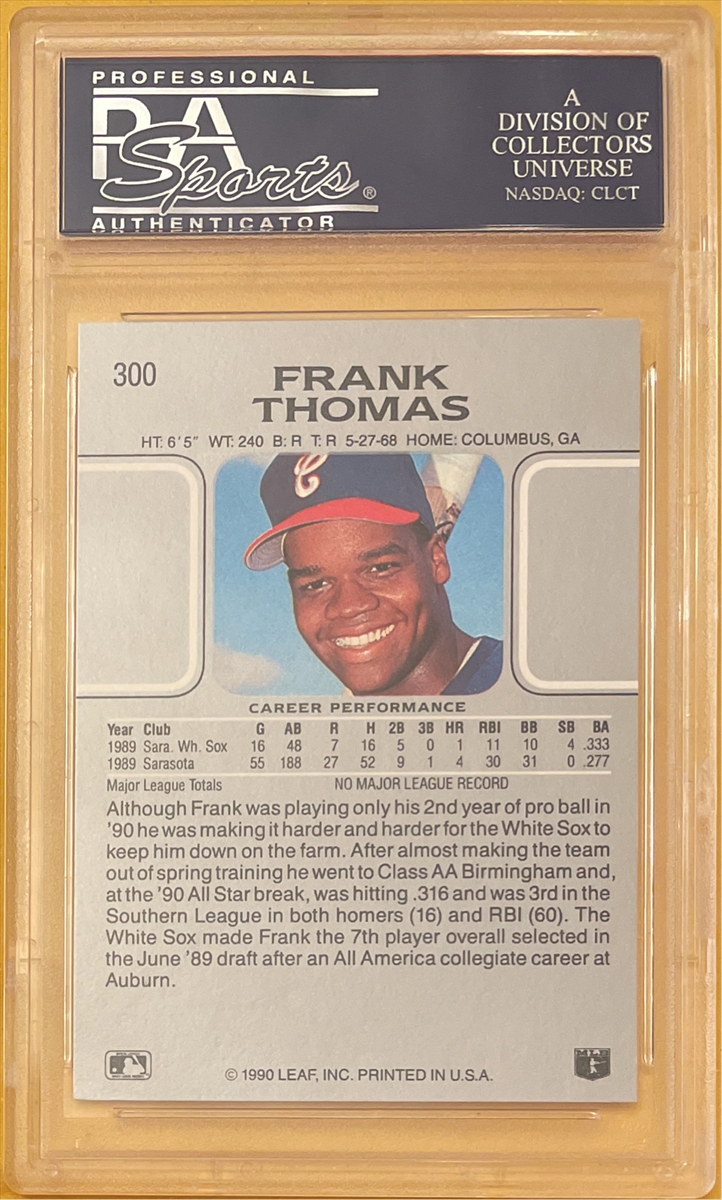 PROFESSIONAL
PSA
Sports®
AUTHENTICATOR
A
DIVISION OF
COLLECTORS
UNIVERSE
NASDAQ: CLCT
300
FRANK
THOMAS
HT: 6'5" WT: 240 B: R T: R 5-27-68 HOME: COLUMBUS, GA
C
CAREER PERFORMANCE
Year Club G AB R H 2B 3B HR RBI BB SB BA
1989 Sara. Wh. Sox 16 48 7 16 5 0 1 11 10 4 .333
1989 Sarasota 55 188 27 52 9 1 4 30 31 0 .277
Major League Totals NO MAJOR LEAGUE RECORD
Although Frank was playing only his 2nd year of pro ball in
'90 he was making it harder and harder for the White Sox to
keep him down on the farm. After almost making the team
out of spring training he went to Class AA Birmingham and,
at the '90 All Star break, was hitting .316 and was 3rd in the
Southern League in both homers (16) and RBI (60). The
White Sox made Frank the 7th player overall selected in
the June '89 draft after an All America collegiate career at
Auburn.
© 1990 LEAF, INC. PRINTED IN U.S.A.